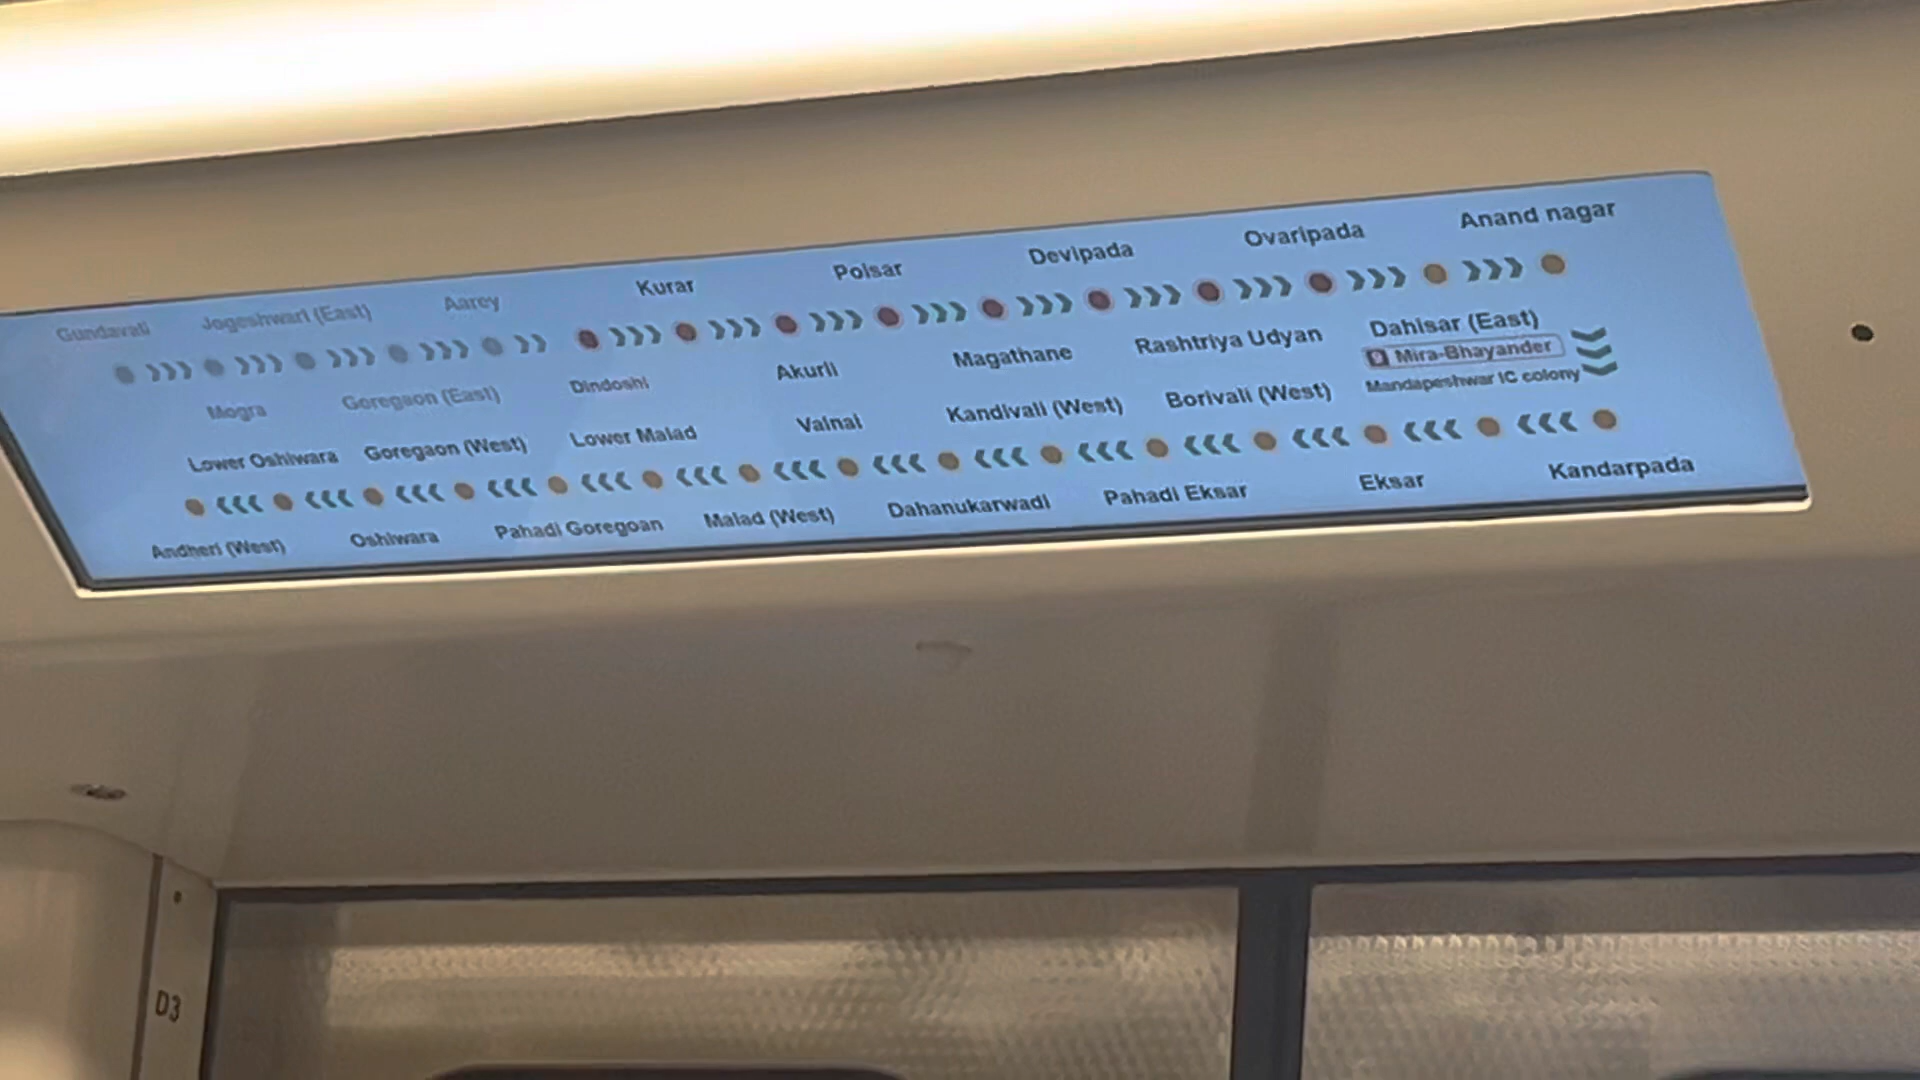 Gundavali Jogeshwari (East) Aarey Kurar Poisar Devipada Ovaripada Anand nagar
Mogra Goregaon (East) Dindoshi Akurli Magathane Rashtriya Udyan Dahisar (East)
9 Mira-Bhayander
Lower Oshiwara Goregaon (West) Lower Malad Valnai Kandivali (West) Borivali (West) Mandapeshwar IC colony
Andheri (West) Oshiwara Pahadi Goregoan Malad (West) Dahanukarwadi Pahadi Eksar Eksar Kandarpada
D3